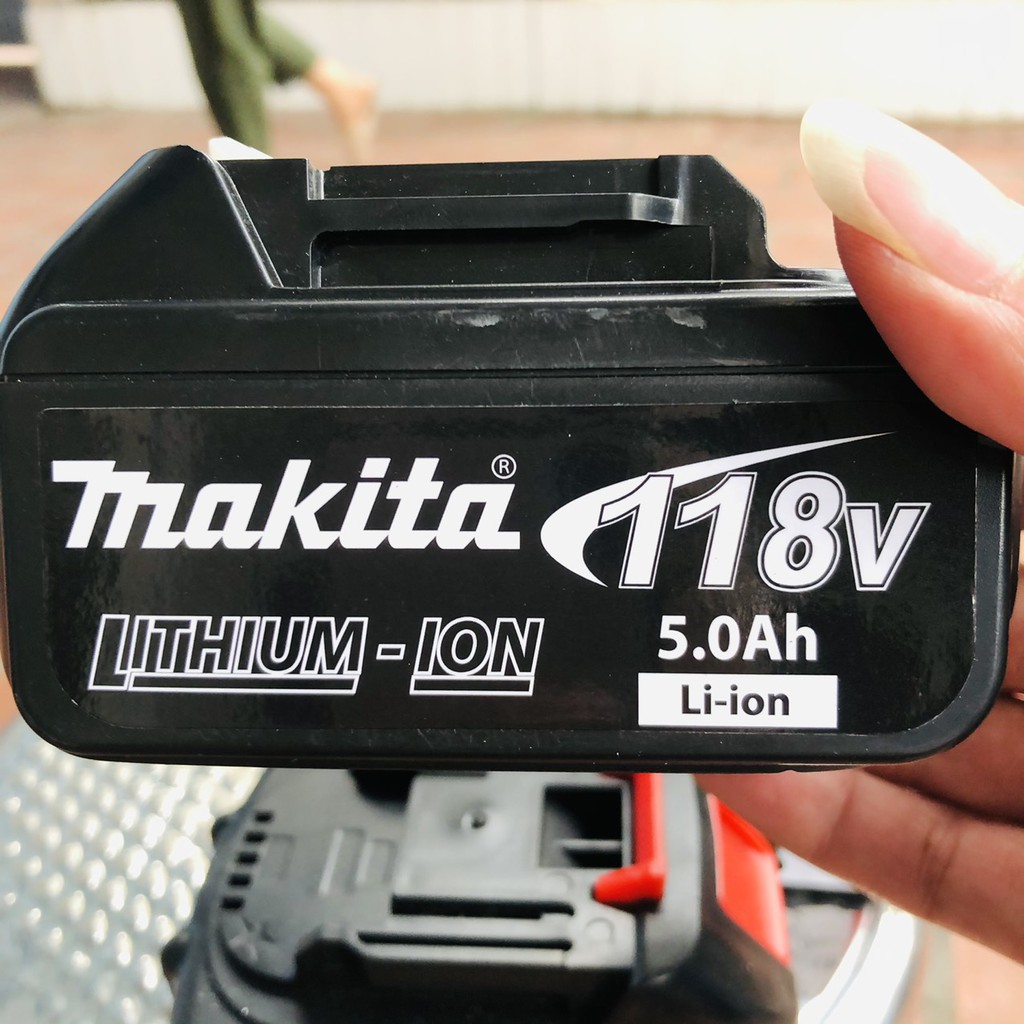 makita®
118V
LITHIUM-ION
5.0Ah
Li-ion